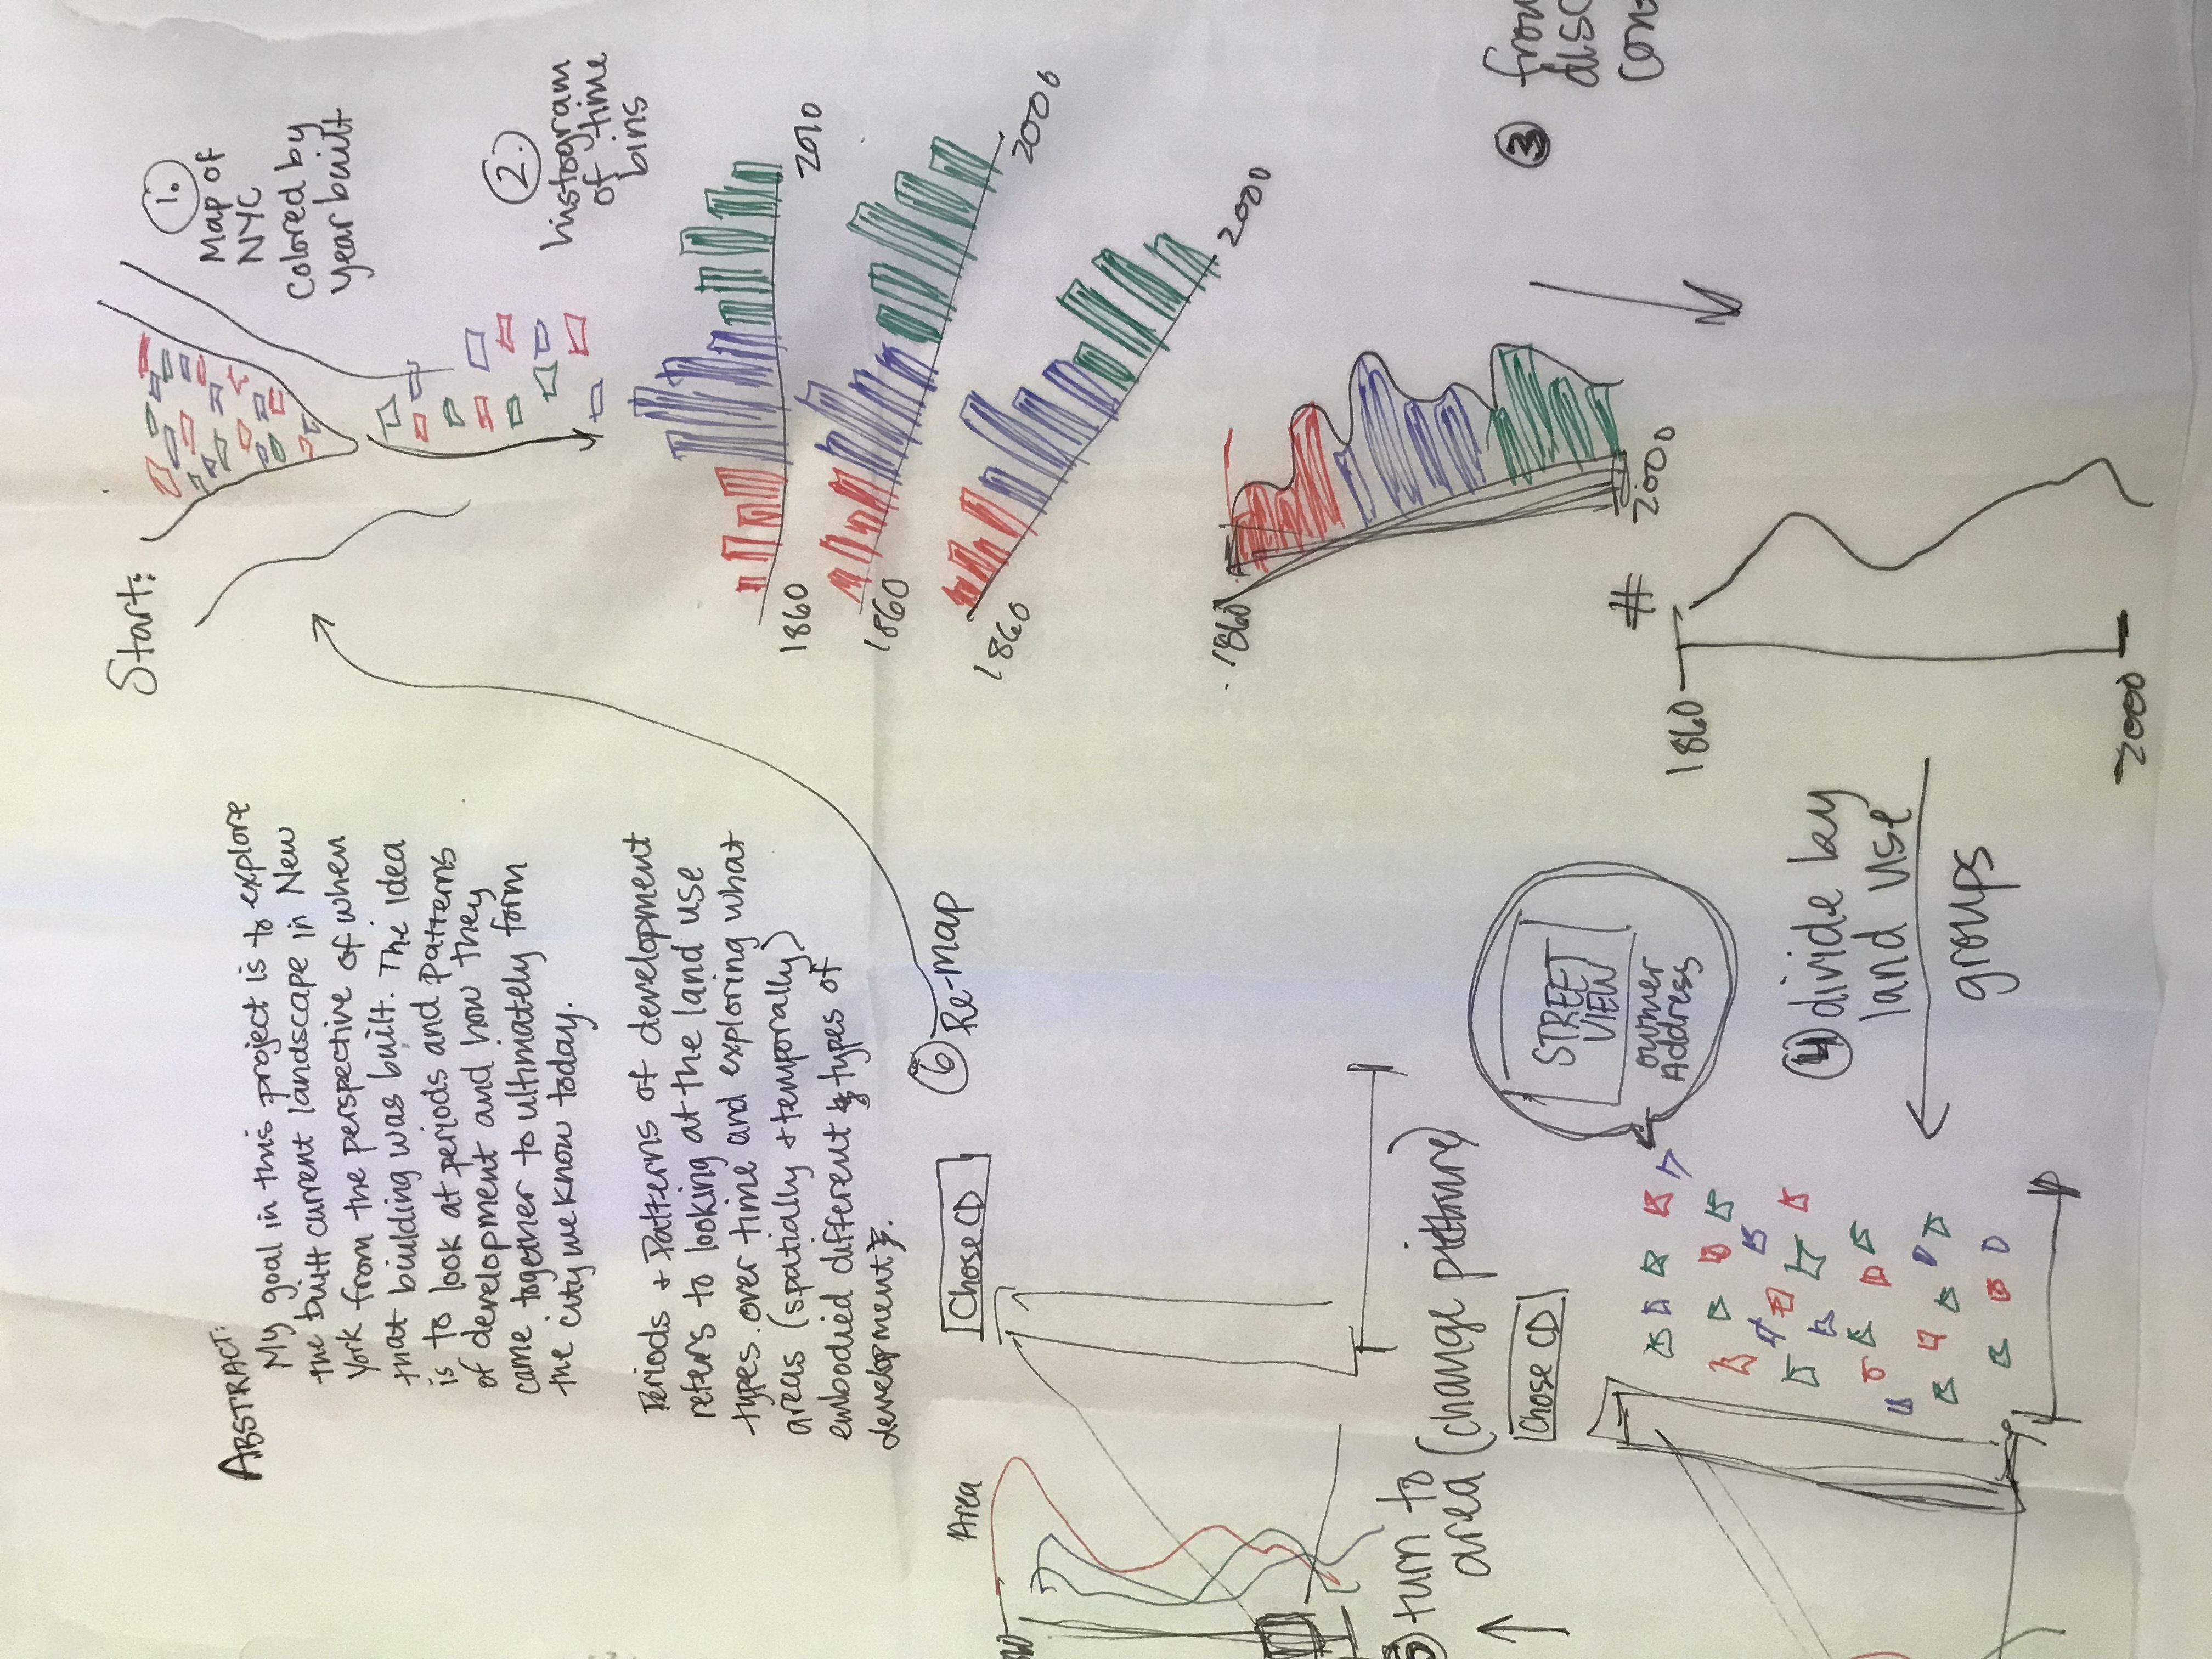 ABSTRACT:
My goal in this project is to explore
the built current landscape in New
York from the perspective of when
that biulding was built. The idea
is to look at periods and patterns
of development and how they
came together to ultimately form
the city we know today.
Periods + Patterns of development
refers to looking at the land use
types over time and exploring what
areas (spatially + temporally)
embodied different types of
development.
Start:
1.
Map of
NYC
Colored by
Year built
2.
histogram
of time
bins
1860
2010
1860
2000
1860
2000
1860
2000
3
#
1860
2000
4 divide by
land use
groups
Chose CD
STREET
VIEW
owner
Address
5 turn to
area (change picture)
Area
Chose CD
6
Re-map